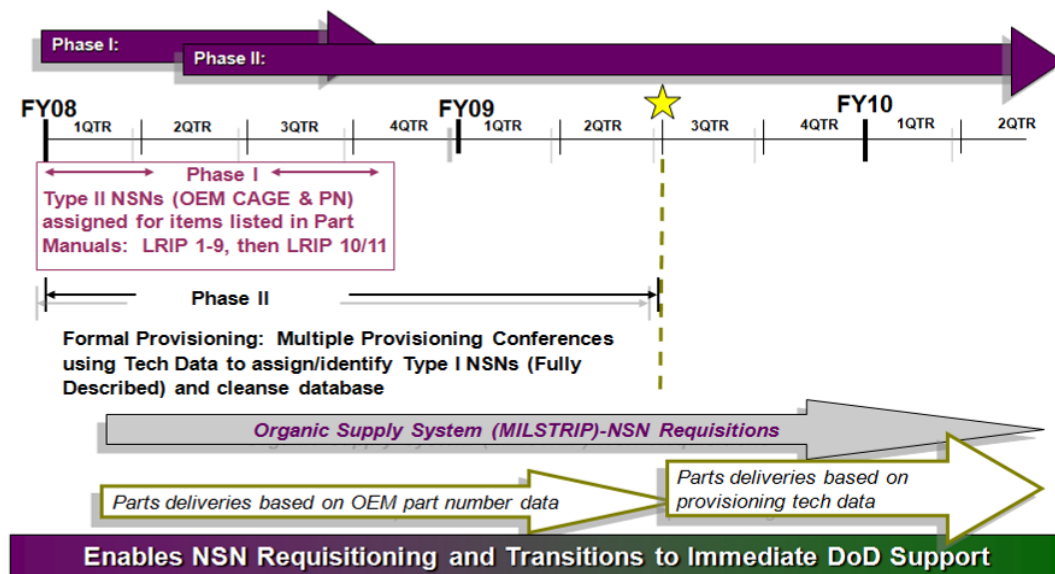 Phase I:
Phase II:
FY08
FY09
FY10
1QTR
2QTR
3QTR
4QTR
1QTR
2QTR
3QTR
4QTR
1QTR
2QTR
Phase I
Type II NSNs (OEM CAGE & PN)
assigned for items listed in Part
Manuals: LRIP 1-9, then LRIP 10/11
Phase II
Formal Provisioning: Multiple Provisioning Conferences
using Tech Data to assign/identify Type I NSNs (Fully
Described) and cleanse database
Organic Supply System (MILSTRIP)-NSN Requisitions
Parts deliveries based on OEM part number data
Parts deliveries based on
provisioning tech data
Enables NSN Requisitioning and Transitions to Immediate DoD Support